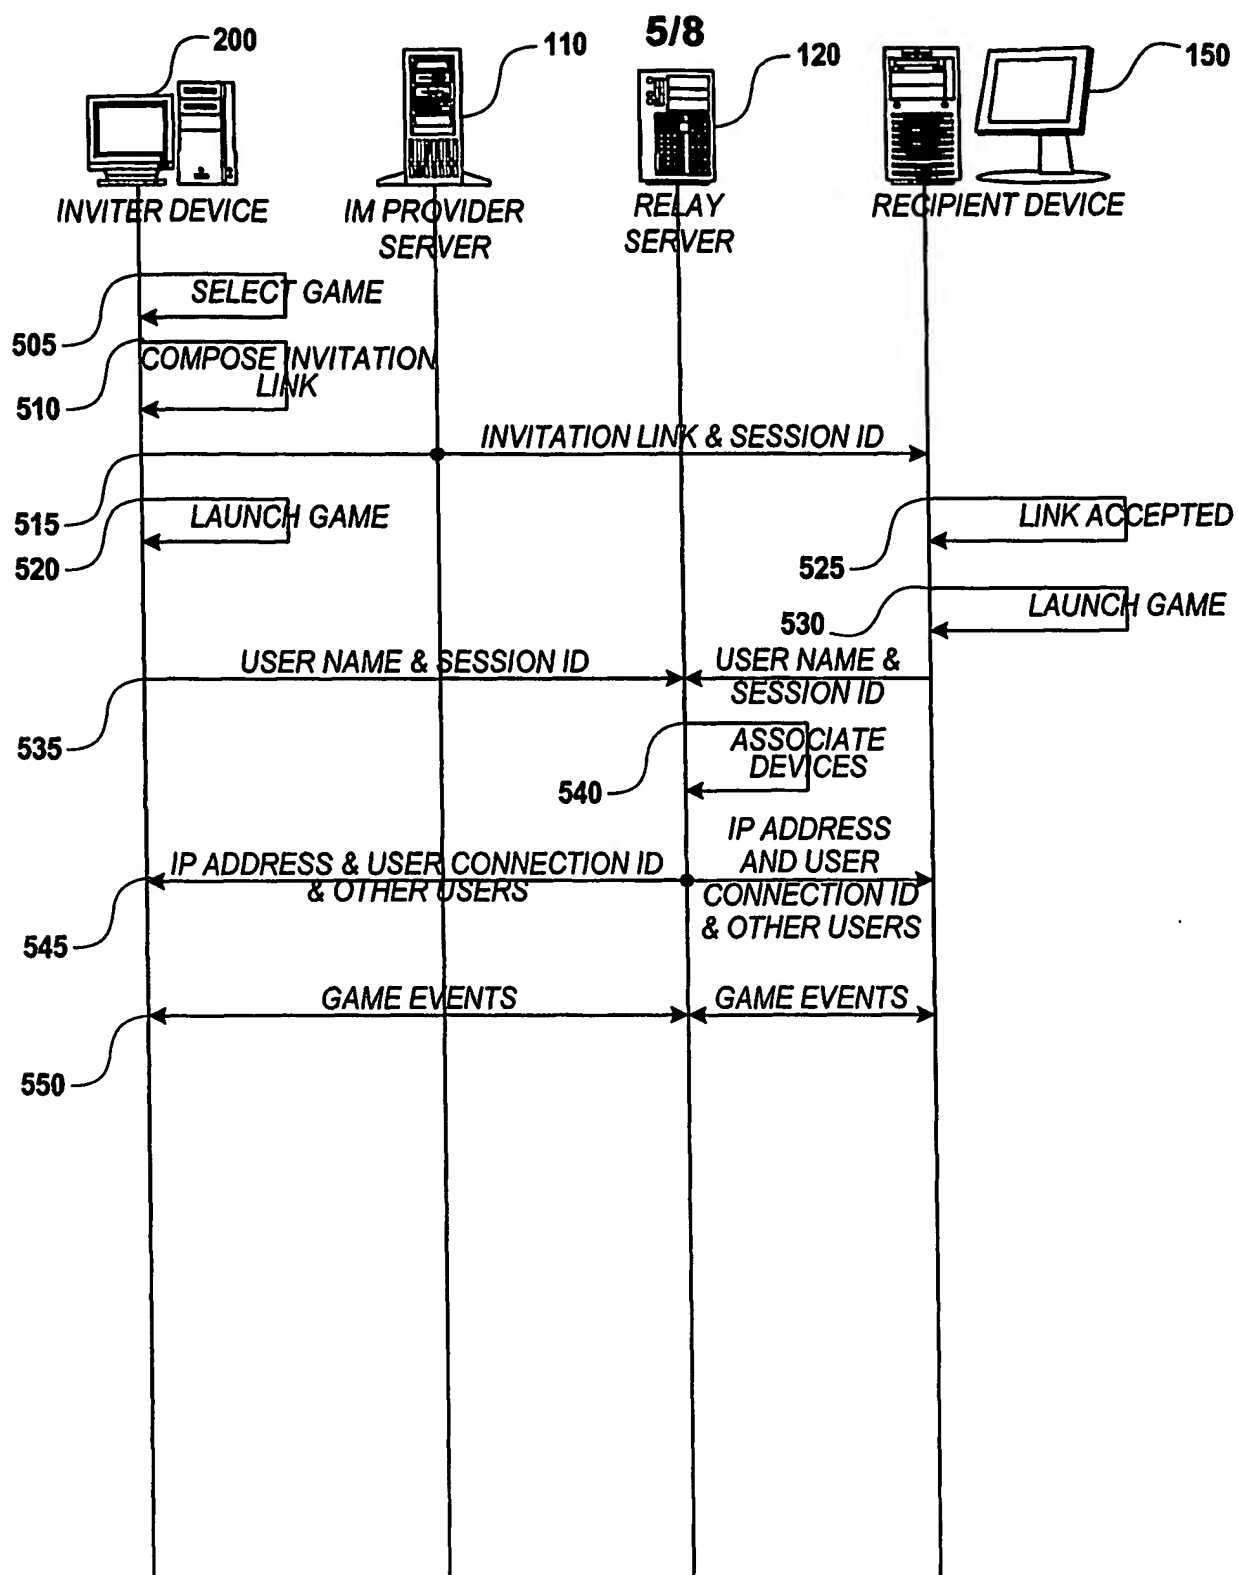 5/8
200
110
120
150
INVITER DEVICE
IM PROVIDER
SERVER
RELAY
SERVER
RECIPIENT DEVICE
SELECT GAME
505
COMPOSE INVITATION
LINK
510
INVITATION LINK & SESSION ID
515
LAUNCH GAME
520
LINK ACCEPTED
525
LAUNCH GAME
530
USER NAME & SESSION ID
USER NAME &
SESSION ID
535
ASSOCIATE
DEVICES
540
IP ADDRESS & USER CONNECTION ID
& OTHER USERS
IP ADDRESS
AND USER
CONNECTION ID
& OTHER USERS
545
GAME EVENTS
GAME EVENTS
550